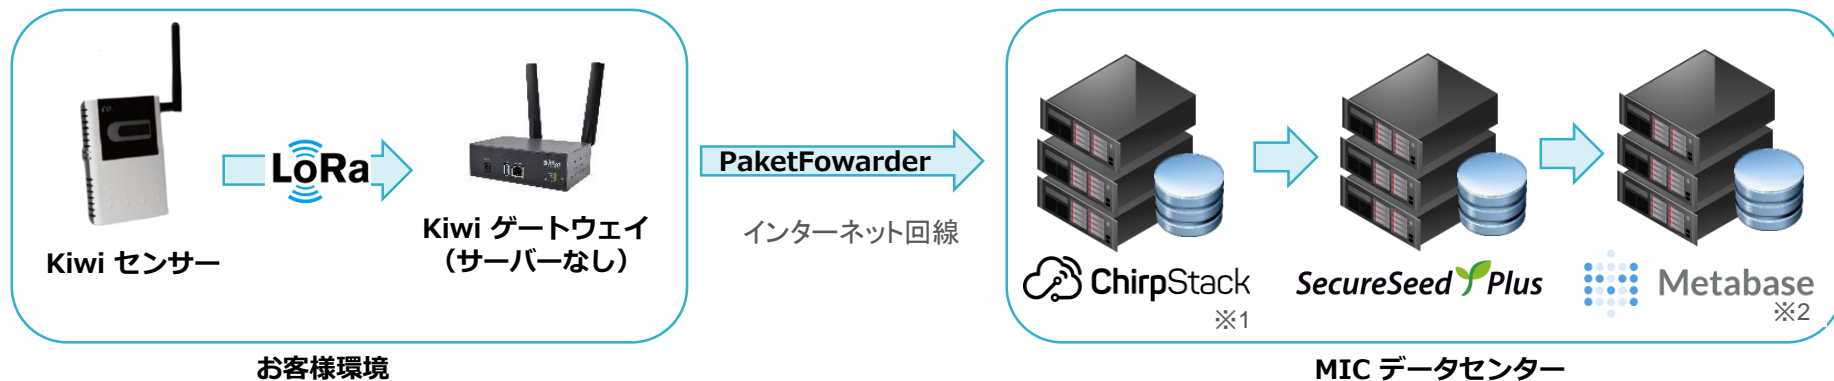 LoRa
Kiwi センサー
Kiwi ゲートウェイ
（サーバーなし）
お客様環境
PaketFowarder
インターネット回線
ChirpStack
※1
SecureSeed Plus
Metabase
※2
MIC データセンター